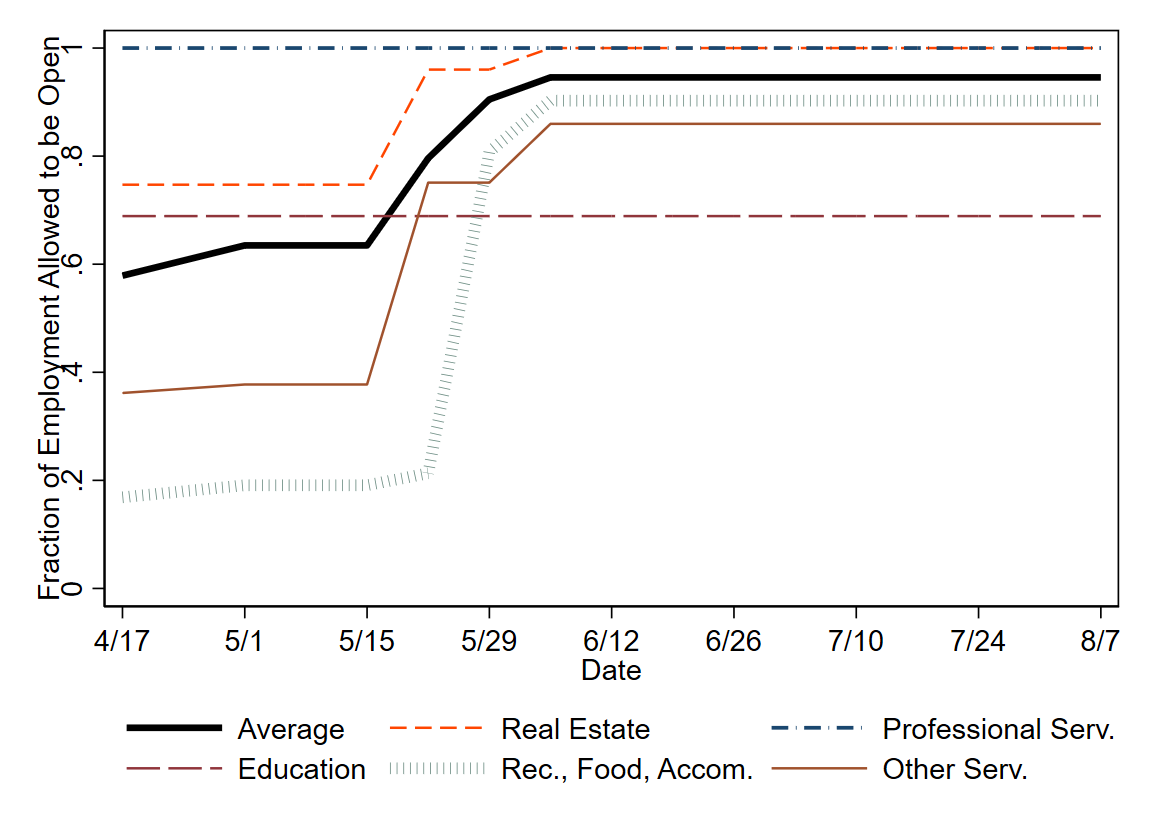 Fraction of Employment Allowed to be Open
1
.8
.6
.4
.2
0
4/17 5/1 5/15 5/29 6/12 6/26 7/10 7/24 8/7
Date
Average Real Estate Professional Serv.
Education Rec., Food, Accom. Other Serv.